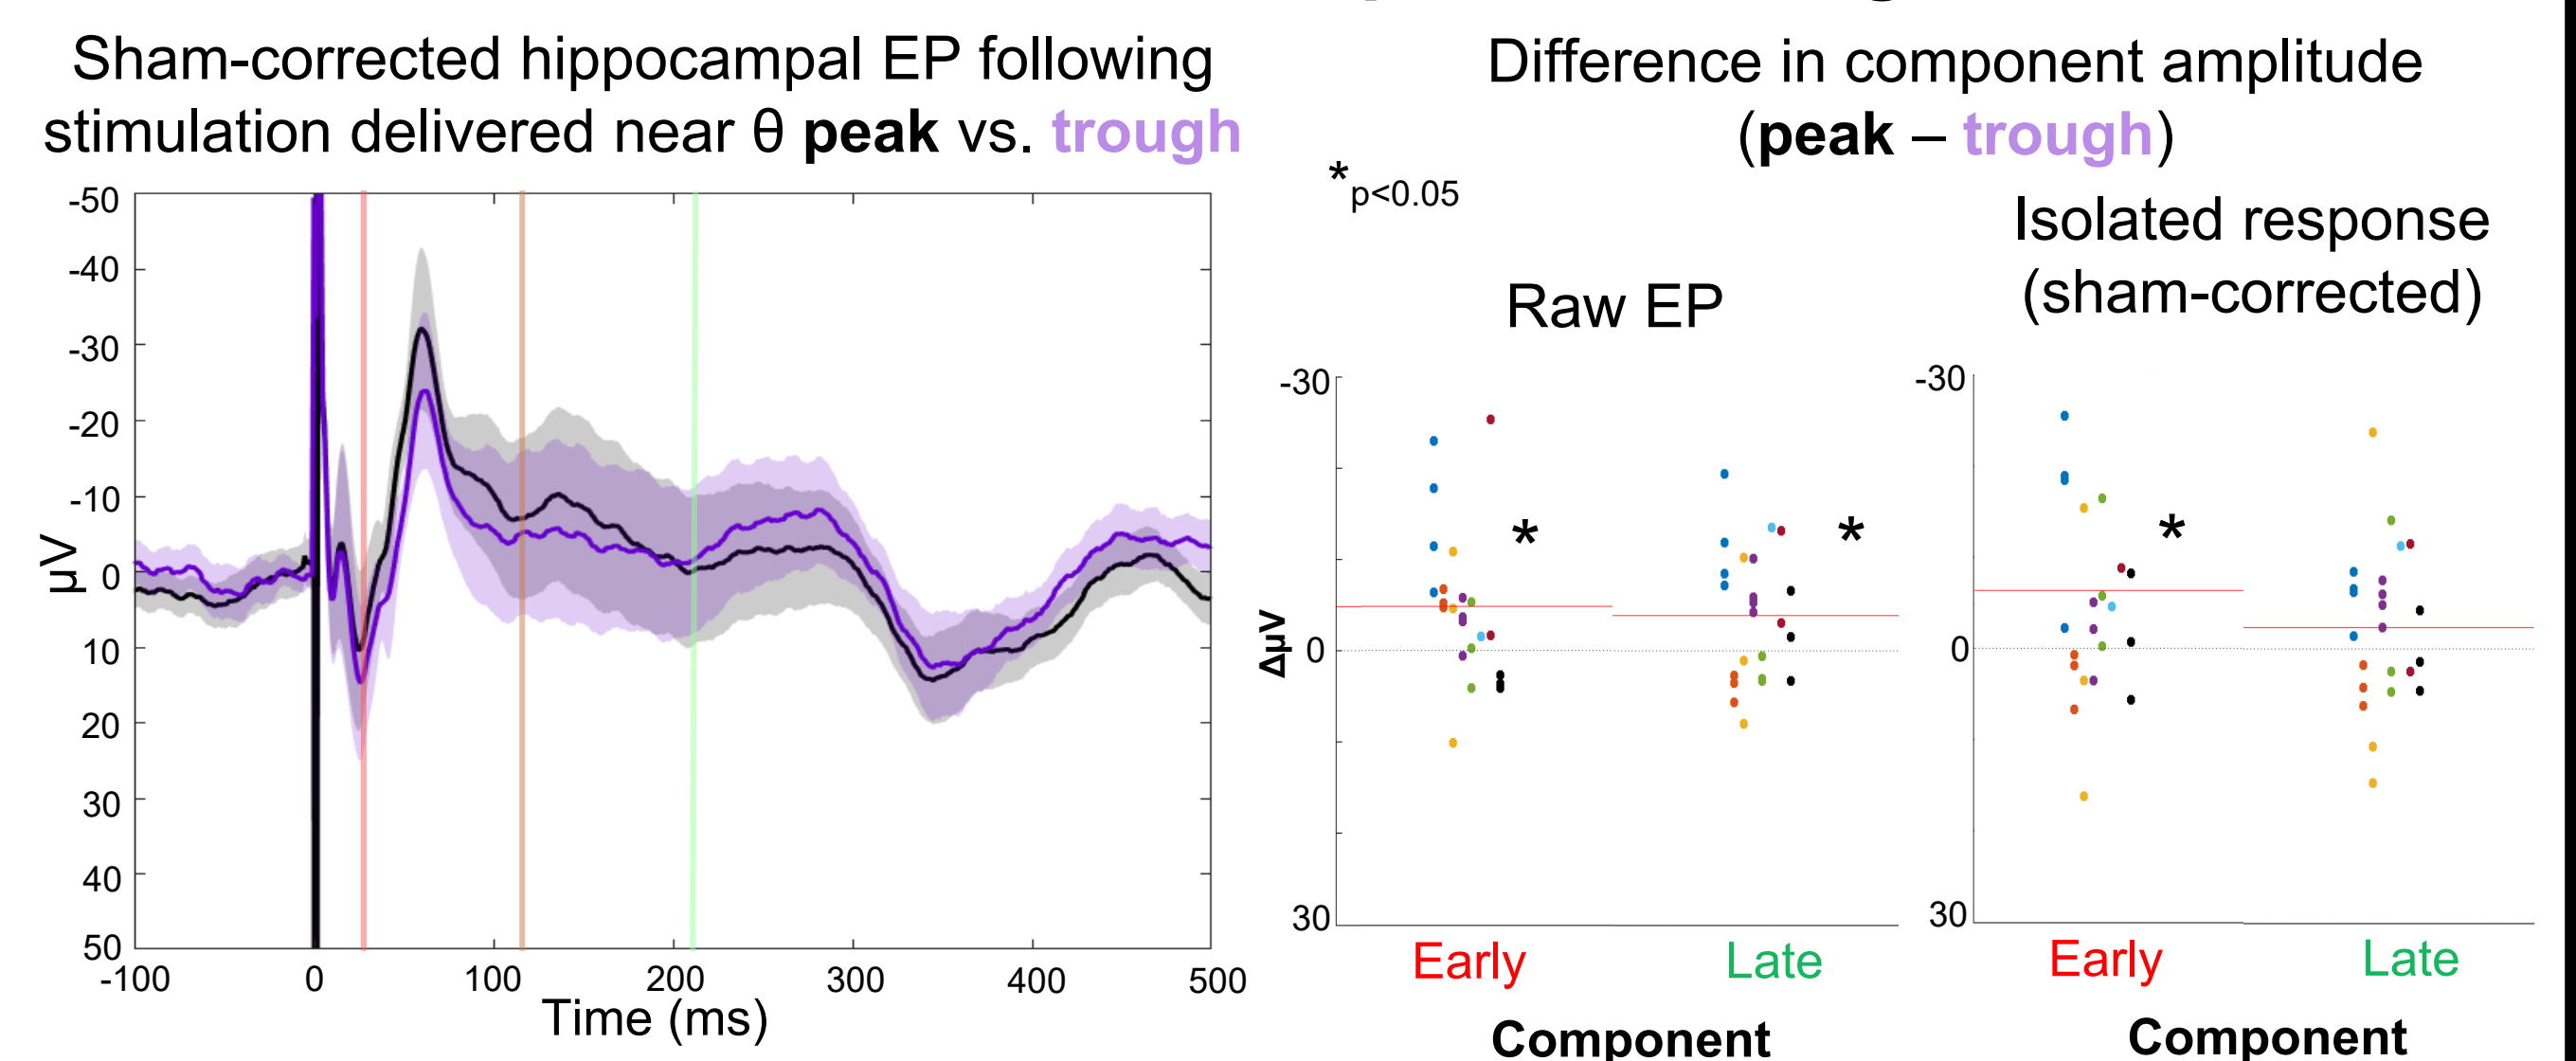 Sham-corrected hippocampal EP following
stimulation delivered near θ peak vs. trough
-50
-40
-30
-20
-10
0
10
20
30
40
50
µV
-100 0 100 200 300 400 500
Time (ms)
Difference in component amplitude
(peak – trough)
*p<0.05
Raw EP
-30
0
30
ΔµV
*
*
Early Late
Component
Isolated response
(sham-corrected)
-30
0
30
*
Early Late
Component